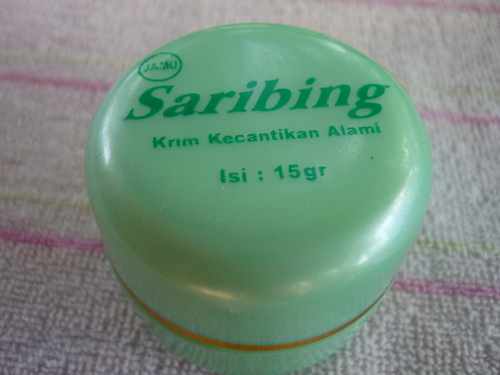 JAMU
Saribing
Krim Kecantikan Alami
Isi : 15gr